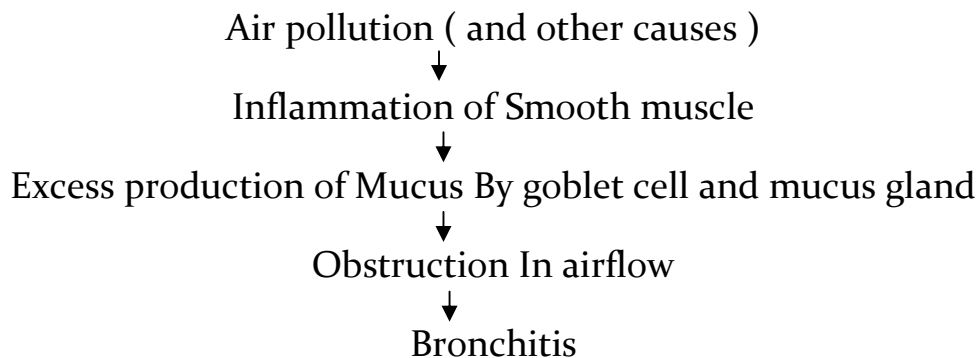 Air pollution ( and other causes )
Inflammation of Smooth muscle
Excess production of Mucus By goblet cell and mucus gland
Obstruction In airflow
Bronchitis